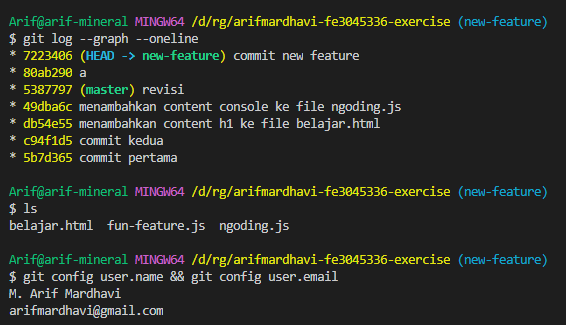 Arif@arif-mineral MINGW64 /d/rg/arifmardhavi-fe3045336-exercise (new-feature)
$ git log --graph --oneline
* 7223406 (HEAD -> new-feature) commit new feature
* 80ab290 a
* 5387797 (master) revisi
* 49dba6c menambahkan content console ke file ngoding.js
* db54e55 menambahkan content h1 ke file belajar.html
* c94f1d5 commit kedua
* 5b7d365 commit pertama

Arif@arif-mineral MINGW64 /d/rg/arifmardhavi-fe3045336-exercise (new-feature)
$ ls
belajar.html  fun-feature.js  ngoding.js

Arif@arif-mineral MINGW64 /d/rg/arifmardhavi-fe3045336-exercise (new-feature)
$ git config user.name && git config user.email
M. Arif Mardhavi
arifmardhavi@gmail.com